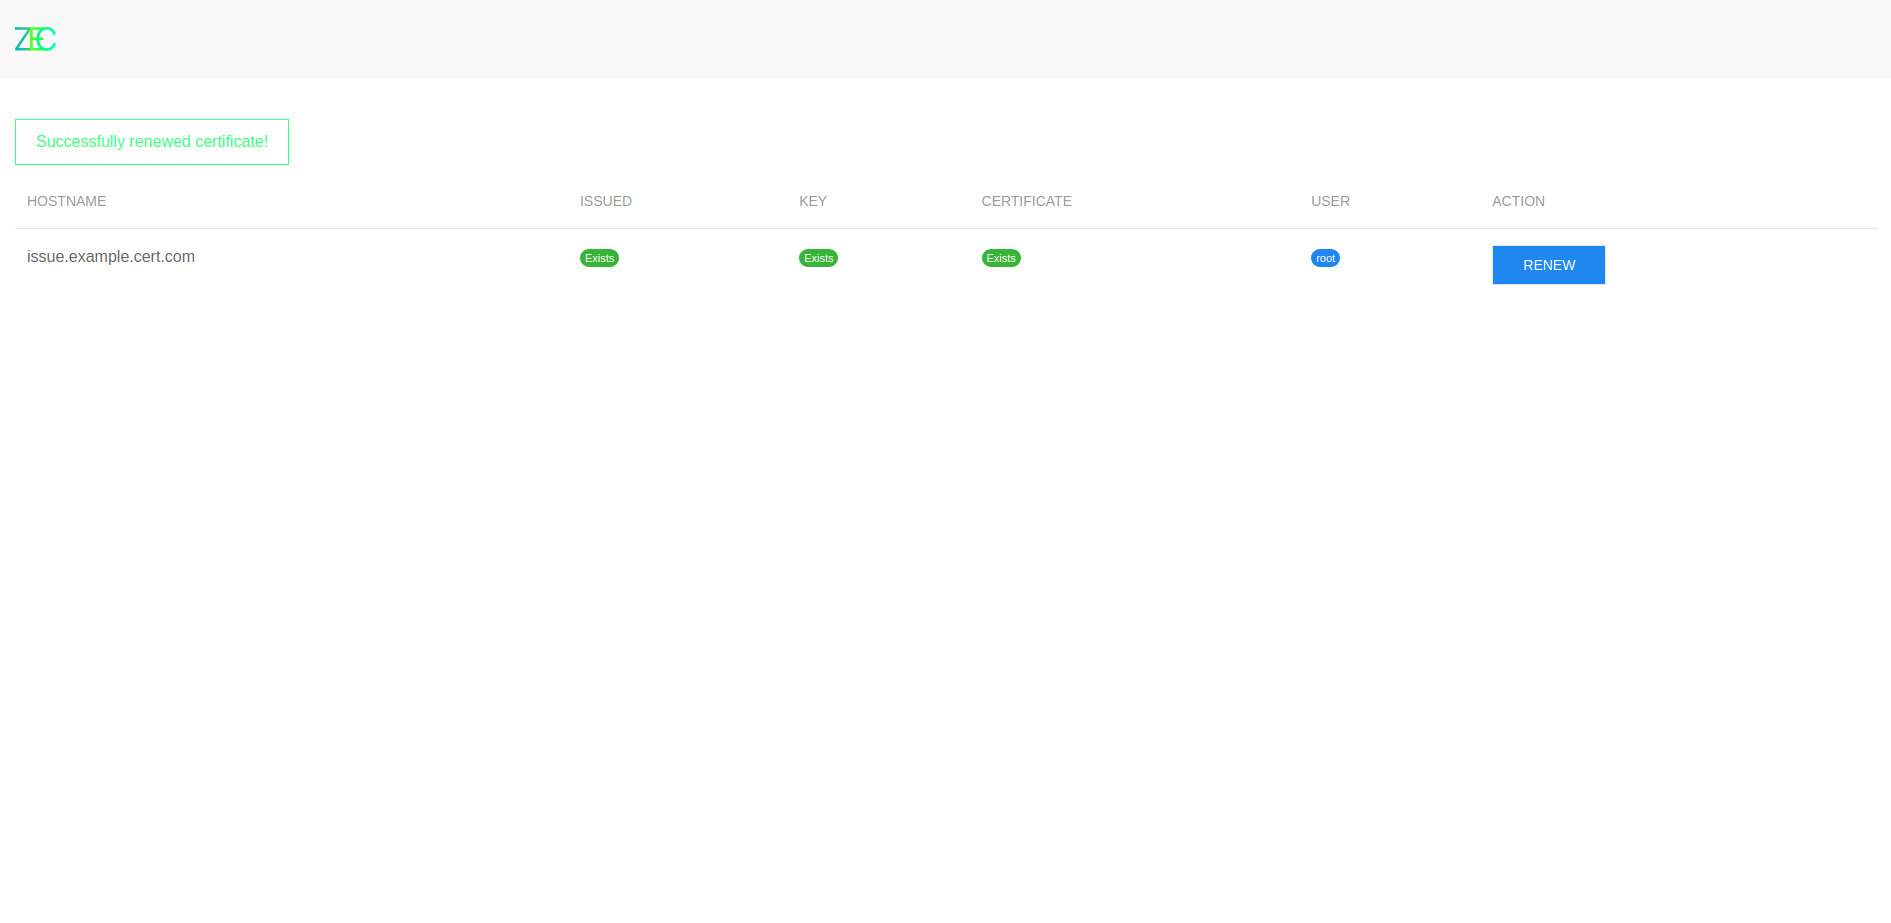 ZEC
Successfully renewed certificate!
HOSTNAME ISSUED KEY CERTIFICATE USER ACTION
issue.example.cert.com Exists Exists Exists root RENEW